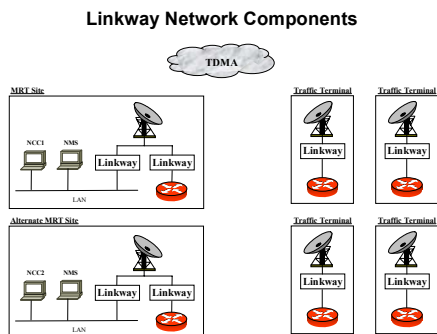 Linkway Network Components
TDMA
MRT Site
NCC1 NMS
Linkway Linkway
LAN
Traffic Terminal
Linkway
Traffic Terminal
Linkway
Alternate MRT Site
NCC2 NMS
Linkway Linkway
LAN
Traffic Terminal
Linkway
Traffic Terminal
Linkway